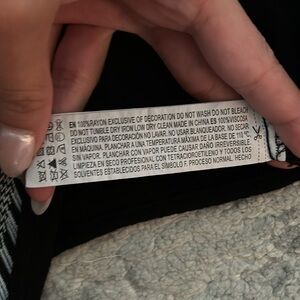 EN 100%RAYON EXCLUSIVE OF DECORATION DO NOT WASH DO NOT BLEACH
DO NOT TUMBLE DRY IRON LOW DRY CLEAN MADE IN CHINA ES 100%VISCOSA
EXCLUSIVO DE LA DECORACIÓN NO LAVAR. NO USAR BLANQUEADOR. NO SECAR
EN MÁQUINA. PLANCHAR A UNA TEMPERATURA MÁXIMA DE LA BASE DE 110 °C,
SIN VAPOR. PLANCHAR CON VAPOR PUEDE CAUSAR DAÑO IRREVERSIBLE.
LIMPIEZA EN SECO PROFESIONAL CON TETRACLOROETILENO Y TODOS LOS
SOLVENTES ESTABLECIDOS PARA EL SÍMBOLO F. PROCESO NORMAL. HECHO